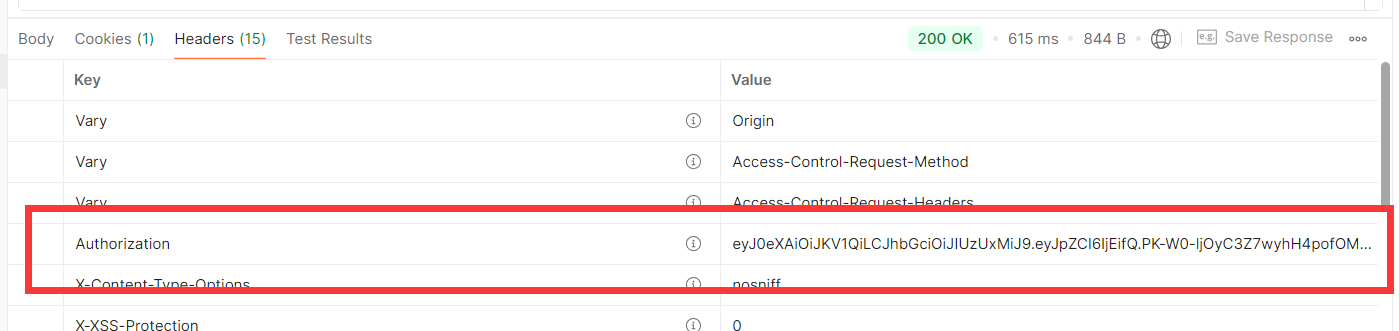 Body Cookies (1) Headers (15) Test Results 200 OK 615 ms 844 B e.g. Save Response
Key Value
Vary Origin
Vary Access-Control-Request-Method
Vary Access-Control-Request-Headers
Authorization eyJ0eXAiOiJKV1QiLCJhbGciOiJIUzUxMiJ9.eyJpZCI6IjEifQ.PK-W0-IjOyC3Z7wyhH4pofOM...
X-Content-Type-Options nosniff
X-XSS-Protection 0